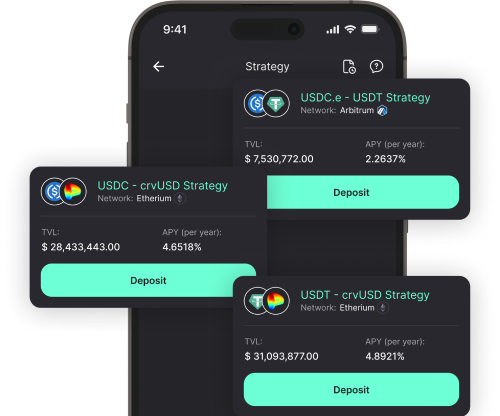 9:41
Strategy
USDC.e - USDT Strategy
Network: Arbitrum
TVL: APY (per year):
$ 7,530,772.00 2.2637%
Deposit
USDC - crvUSD Strategy
Network: Etherium
TVL: APY (per year):
$ 28,433,443.00 4.6518%
Deposit
USDT - crvUSD Strategy
Network: Etherium
TVL: APY (per year):
$ 31,093,877.00 4.8921%
Deposit